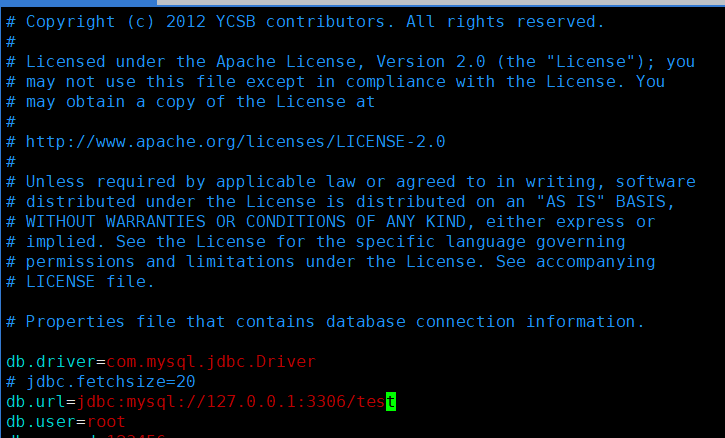 # Copyright (c) 2012 YCSB contributors. All rights reserved.
#
# Licensed under the Apache License, Version 2.0 (the "License"); you
# may not use this file except in compliance with the License. You
# may obtain a copy of the License at
#
# http://www.apache.org/licenses/LICENSE-2.0
#
# Unless required by applicable law or agreed to in writing, software
# distributed under the License is distributed on an "AS IS" BASIS,
# WITHOUT WARRANTIES OR CONDITIONS OF ANY KIND, either express or
# implied. See the License for the specific language governing
# permissions and limitations under the License. See accompanying
# LICENSE file.
# Properties file that contains database connection information.
db.driver=com.mysql.jdbc.Driver
# jdbc.fetchsize=20
db.url=jdbc:mysql://127.0.0.1:3306/test
db.user=root